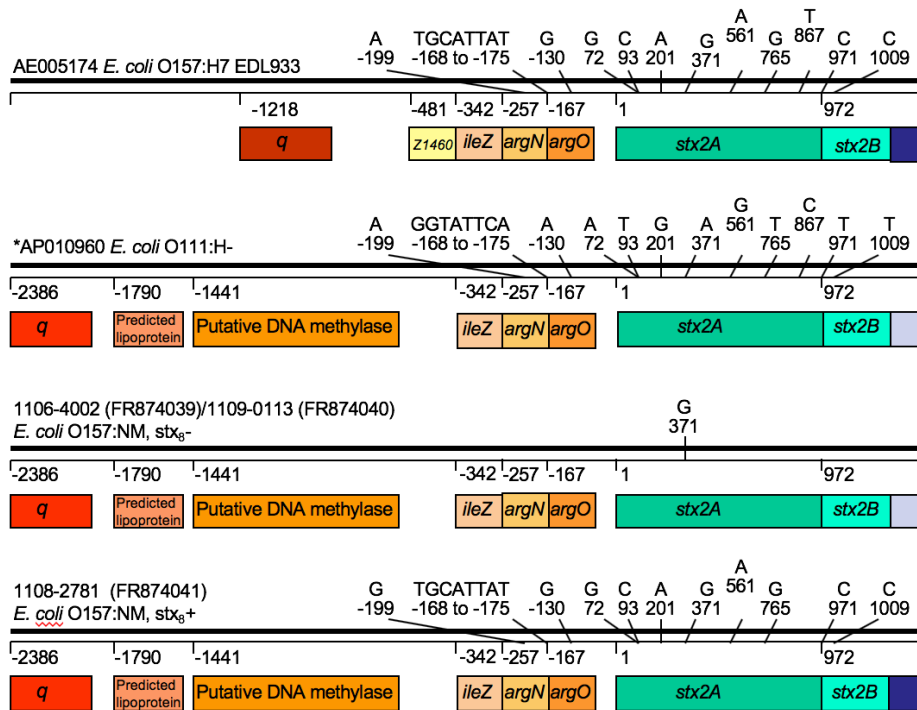 A TGCATTAT G G C A G A G T C C
-199 -168 to -175 -130 72 93 201 371 561 765 867 971 1009
AE005174 E. coli O157:H7 EDL933
-1218 -481 -342 -257 -167 1 972
q Z1460 ileZ argN argO stx2A stx2B
A GGTATTCA A A T G A G T C T T
-199 -168 to -175 -130 72 93 201 371 561 765 867 971 1009
*AP010960 E. coli O111:H-
-2386 -1790 -1441 -342 -257 -167 1 972
q Predicted lipoprotein Putative DNA methylase ileZ argN argO stx2A stx2B
1106-4002 (FR874039)/1109-0113 (FR874040)
E. coli O157:NM, stx₈-
G
371
-2386 -1790 -1441 -342 -257 -167 1 972
q Predicted lipoprotein Putative DNA methylase ileZ argN argO stx2A stx2B
1108-2781 (FR874041)
E. coli O157:NM, stx₈+
G TGCATTAT G G C A G A G C C
-199 -168 to -175 -130 72 93 201 371 561 765 971 1009
-2386 -1790 -1441 -342 -257 -167 1 972
q Predicted lipoprotein Putative DNA methylase ileZ argN argO stx2A stx2B